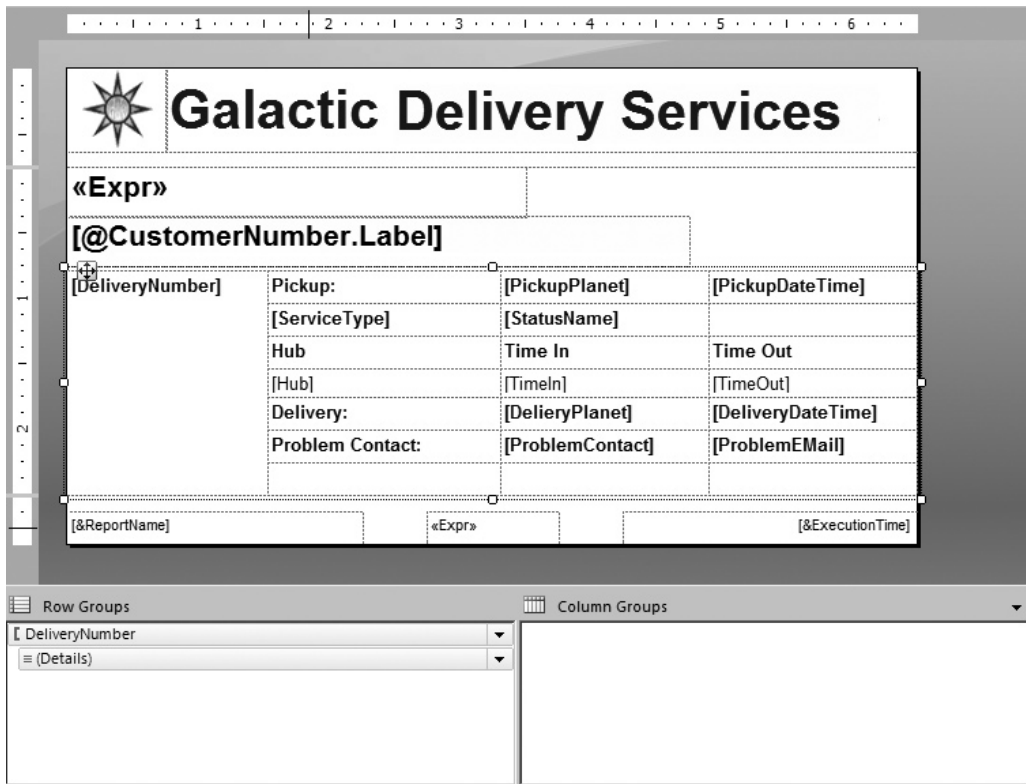 1 2 3 4 5 6
Galactic Delivery Services
«Expr»
[@CustomerNumber.Label]
[DeliveryNumber] Pickup: [PickupPlanet] [PickupDateTime]
[ServiceType] [StatusName]
Hub Time In Time Out
1
[Hub] [TimeIn] [TimeOut]
Delivery: [DelieryPlanet] [DeliveryDateTime]
2
Problem Contact: [ProblemContact] [ProblemEMail]
[&ReportName] «Expr» [&ExecutionTime]
Row Groups Column Groups
DeliveryNumber
(Details)